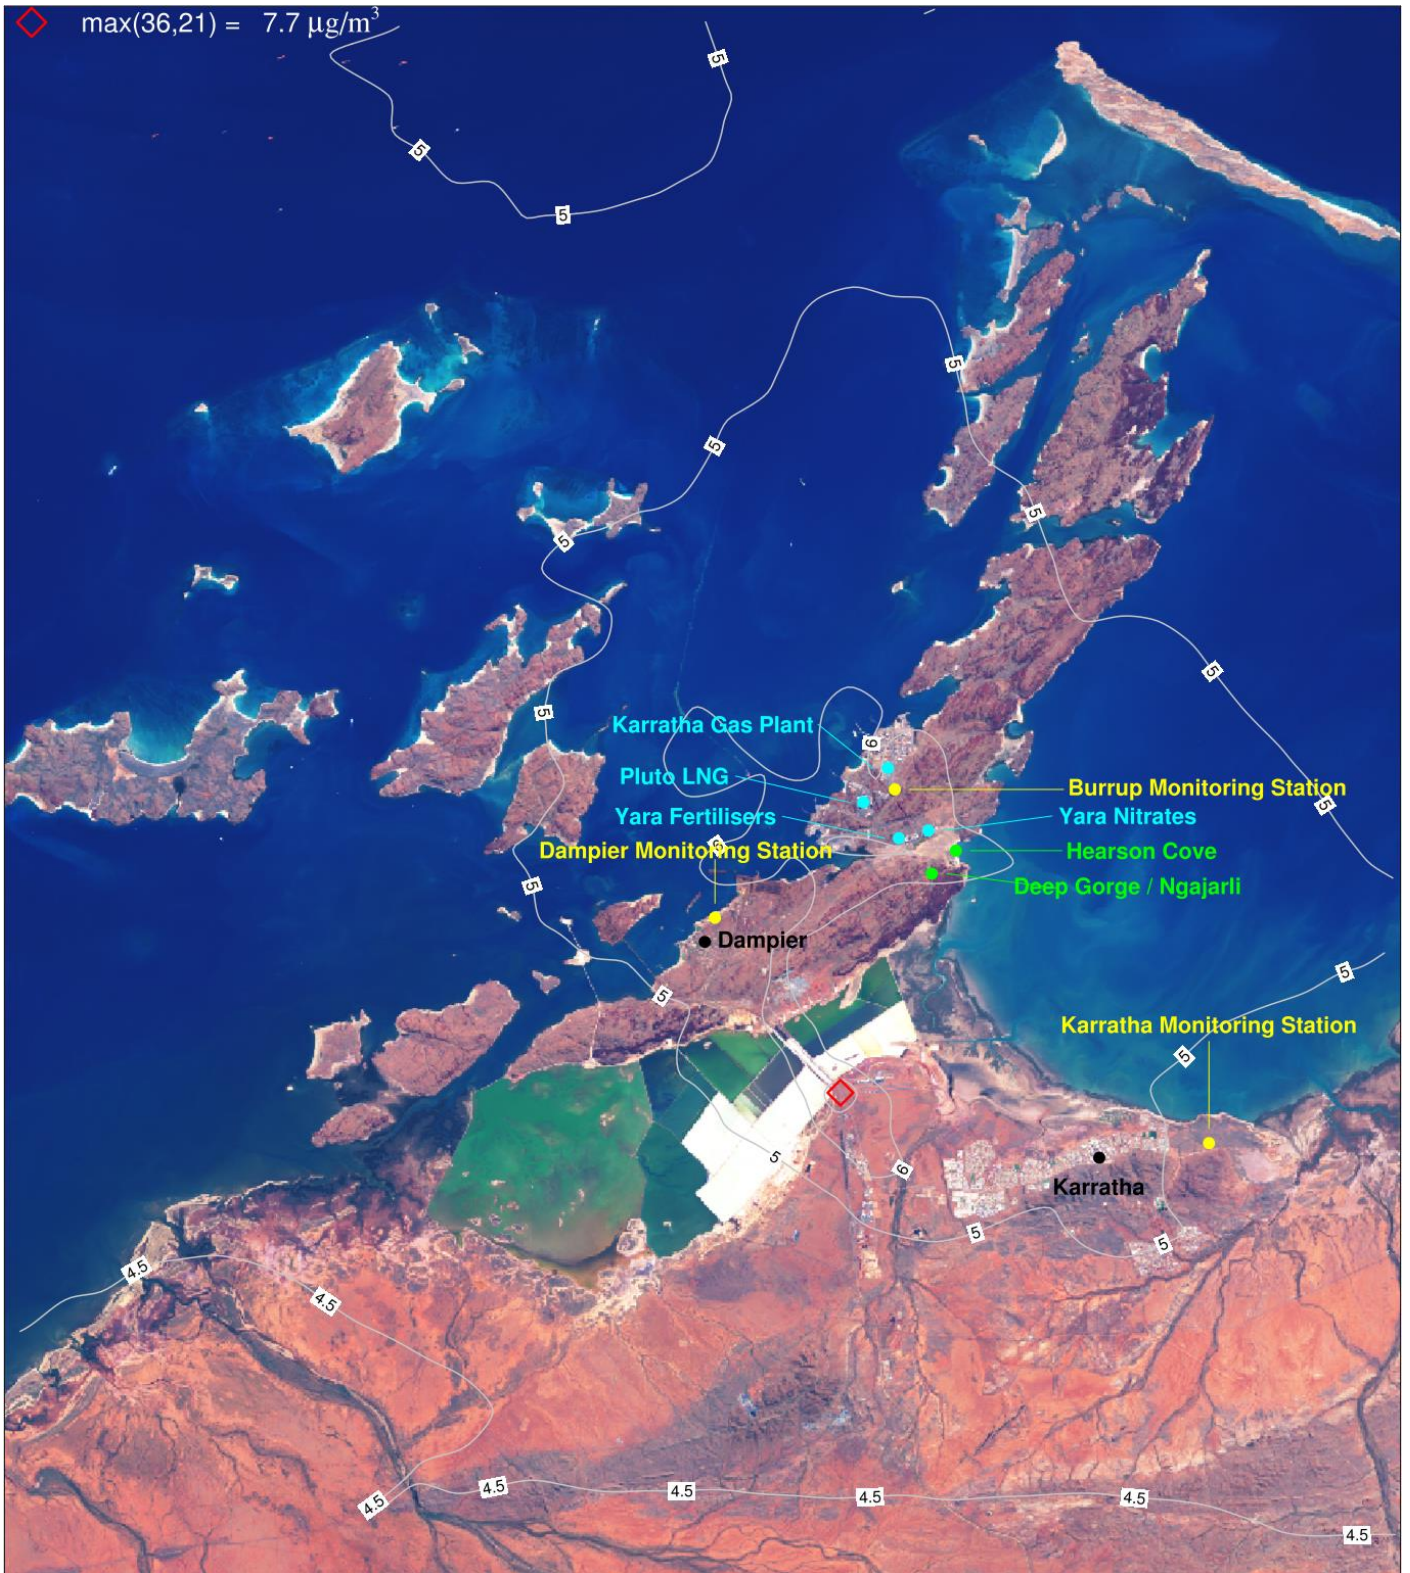 max(36,21) = 7.7 μg/m³
5
5
5
5
5
5
5
5
Karratha Gas Plant
6
Pluto LNG
Burrup Monitoring Station
5
Yara Fertilisers
Yara Nitrates
6
Dampier Monitoring Station
Hearson Cove
5
Deep Gorge / Ngajarli
Dampier
5
5
Karratha Monitoring Station
5
5
6
Karratha
5
5
4.5
4.5
4.5
4.5
4.5
4.5
4.5
4.5